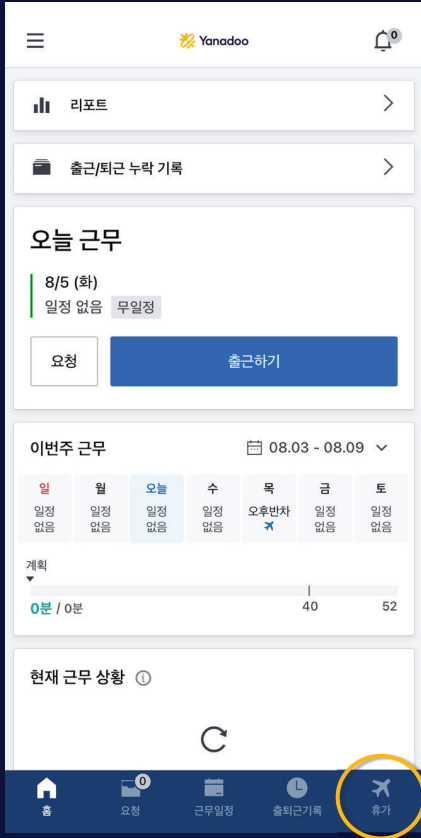 Yanadoo
0
리포트
출근/퇴근 누락 기록
오늘 근무
8/5 (화)
일정 없음 무일정
요청 출근하기
이번주 근무 08.03 - 08.09
일 월 오늘 수 목 금 토
일정 일정 일정 일정 오후반차 일정 일정
없음 없음 없음 없음 없음 없음
계획
0분 / 0분 40 52
현재 근무 상황
0
홈 요청 근무일정 출퇴근기록 휴가